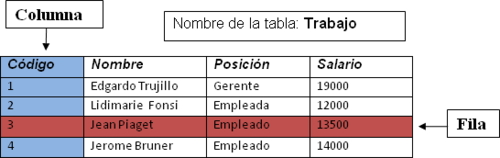 Columna
Nombre de la tabla: Trabajo
Código Nombre Posición Salario
1 Edgardo Trujillo Gerente 19000
2 Lidimarie Fonsi Empleada 12000
3 Jean Piaget Empleado 13500
Fila
4 Jerome Bruner Empleado 14000